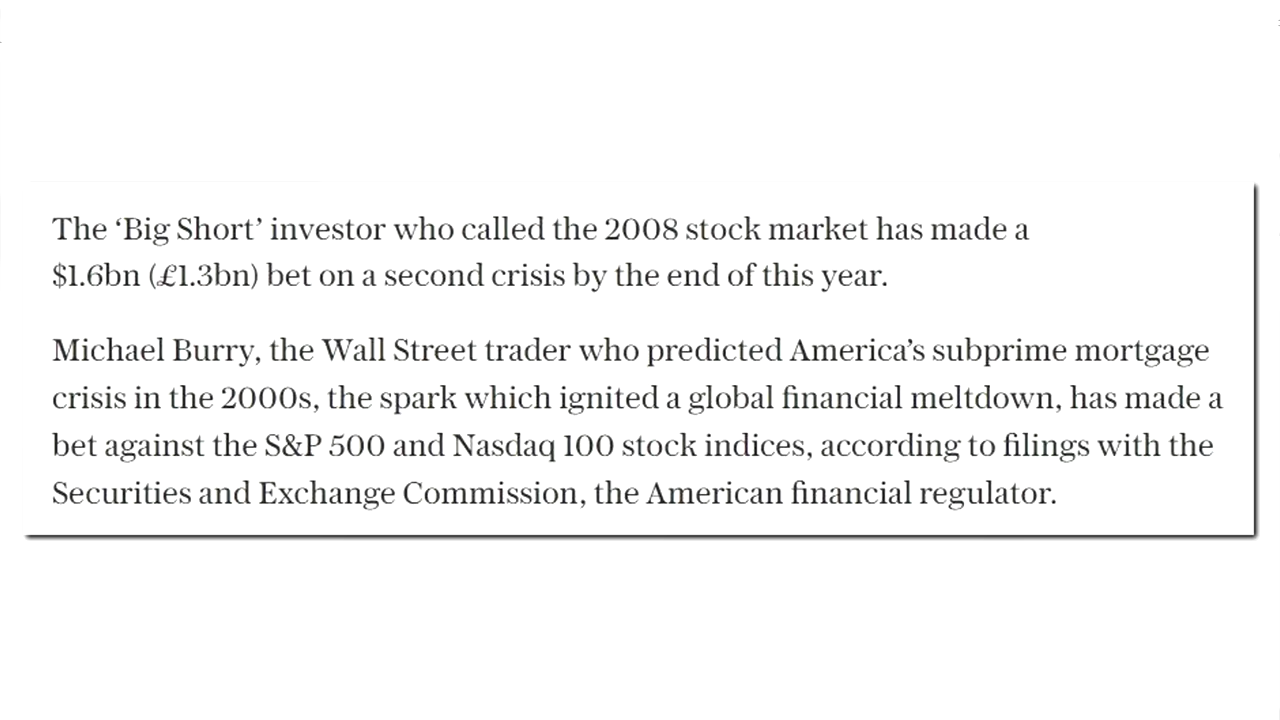 The ‘Big Short’ investor who called the 2008 stock market has made a
$1.6bn (£1.3bn) bet on a second crisis by the end of this year.
Michael Burry, the Wall Street trader who predicted America’s subprime mortgage
crisis in the 2000s, the spark which ignited a global financial meltdown, has made a
bet against the S&P 500 and Nasdaq 100 stock indices, according to filings with the
Securities and Exchange Commission, the American financial regulator.